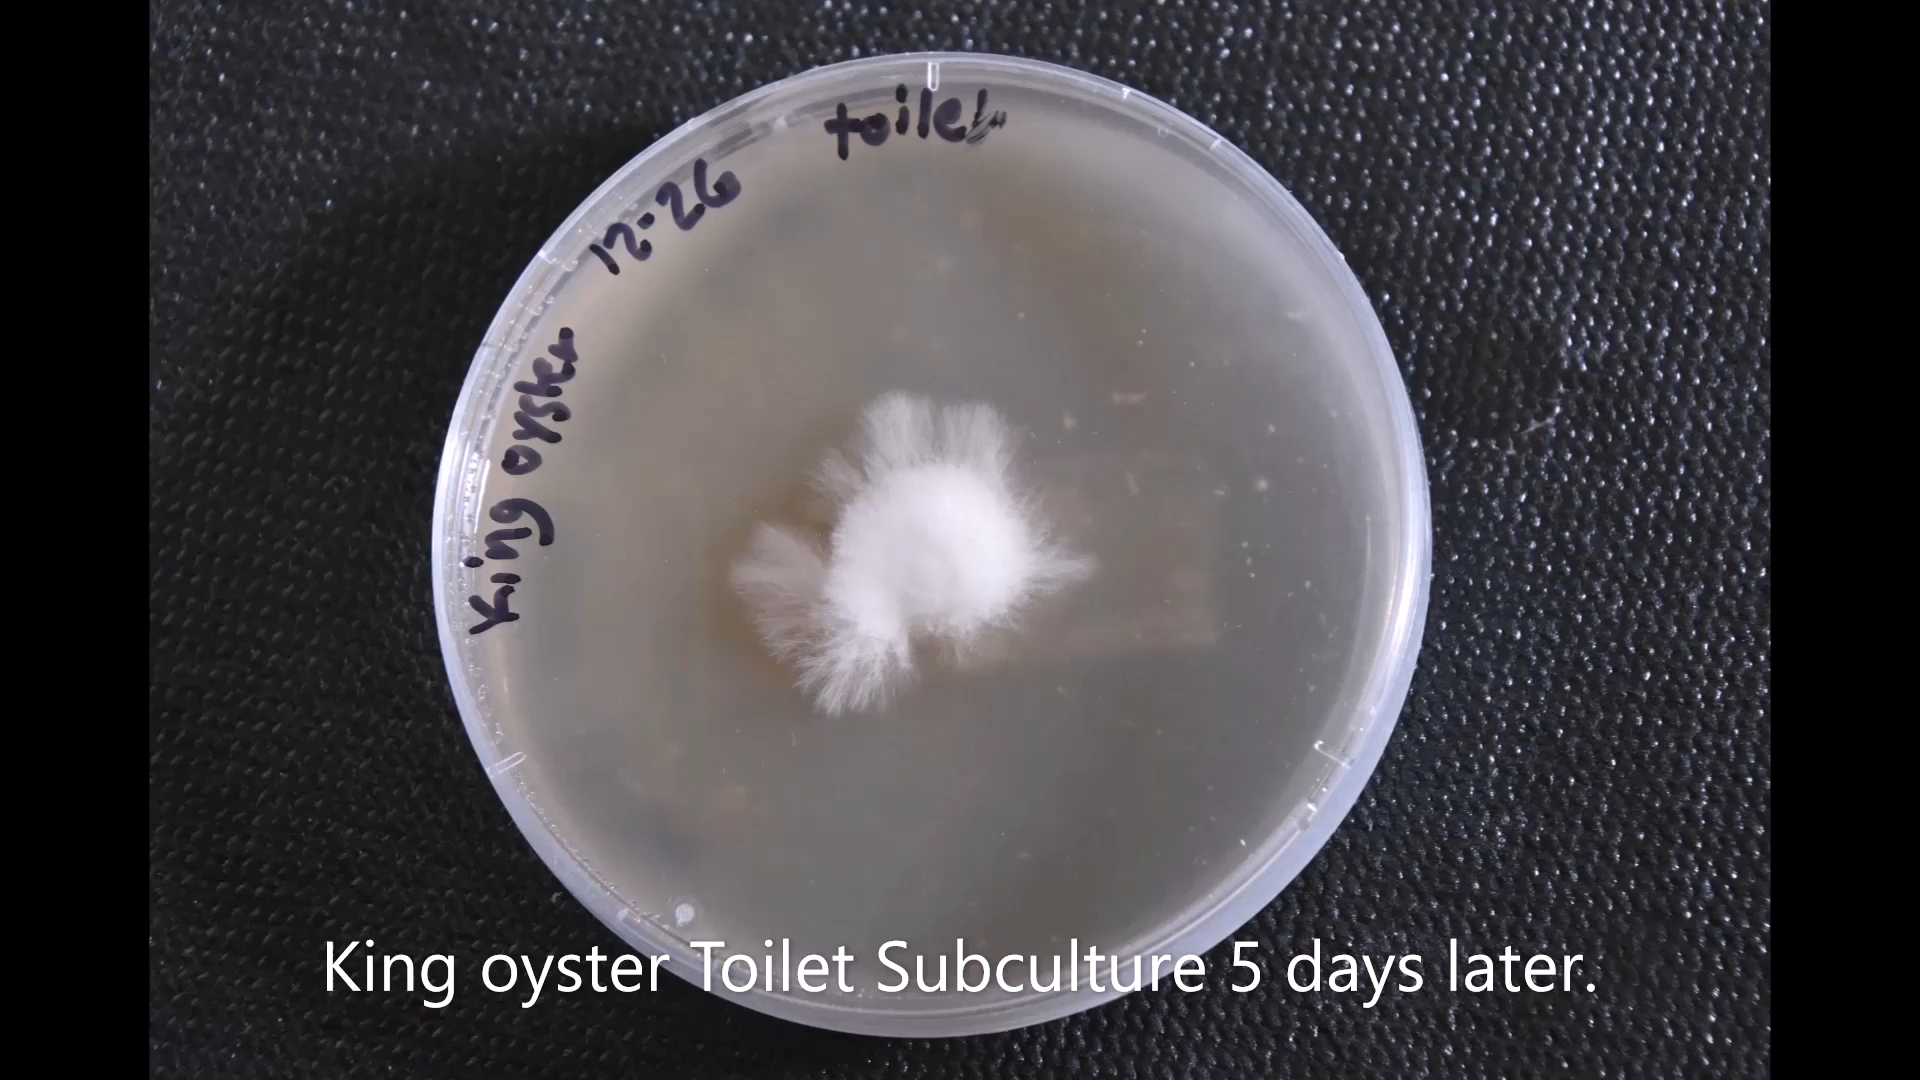 toilet
12-26
King oyster
King oyster Toilet Subculture 5 days later.